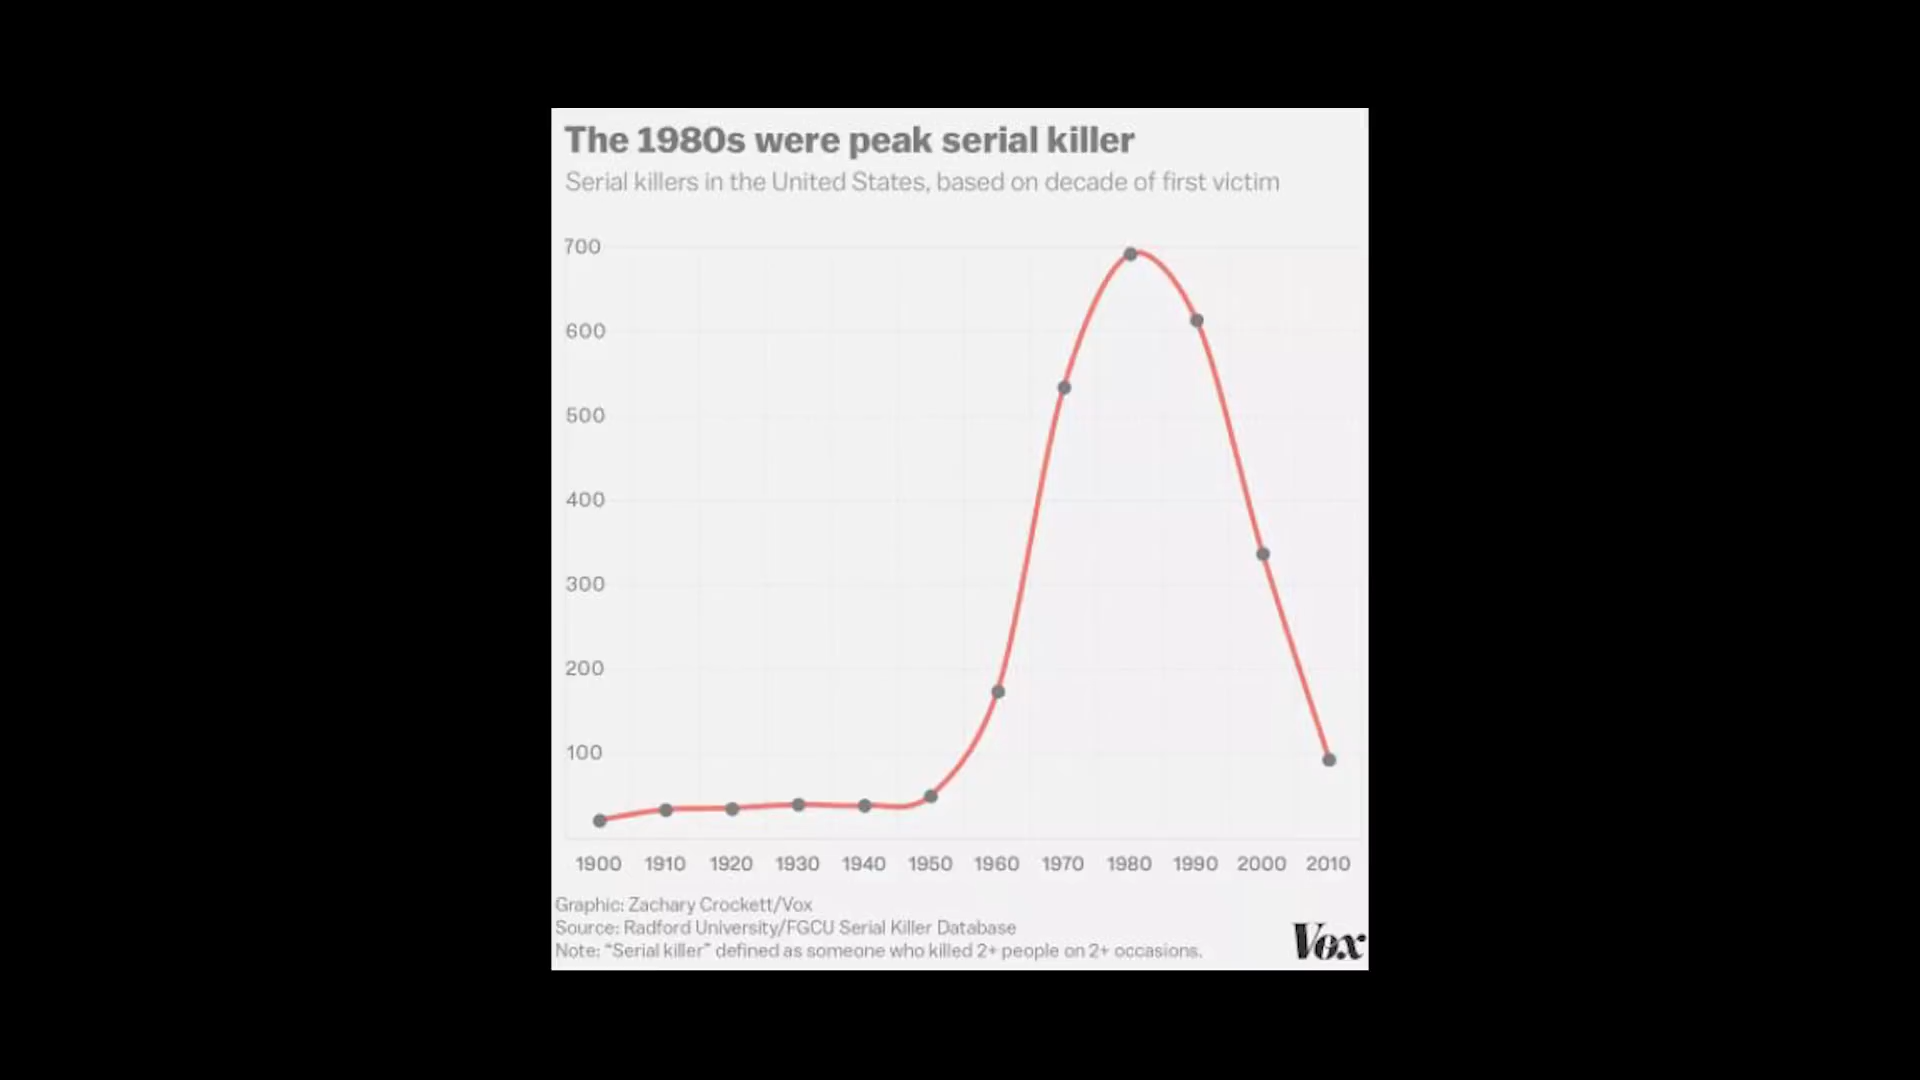 The 1980s were peak serial killer
Serial killers in the United States, based on decade of first victim
700
600
500
400
300
200
100
1900 1910 1920 1930 1940 1950 1960 1970 1980 1990 2000 2010
Graphic: Zachary Crockett/Vox
Source: Radford University/FGCU Serial Killer Database
Note: “Serial killer” defined as someone who killed 2+ people on 2+ occasions.
Vox